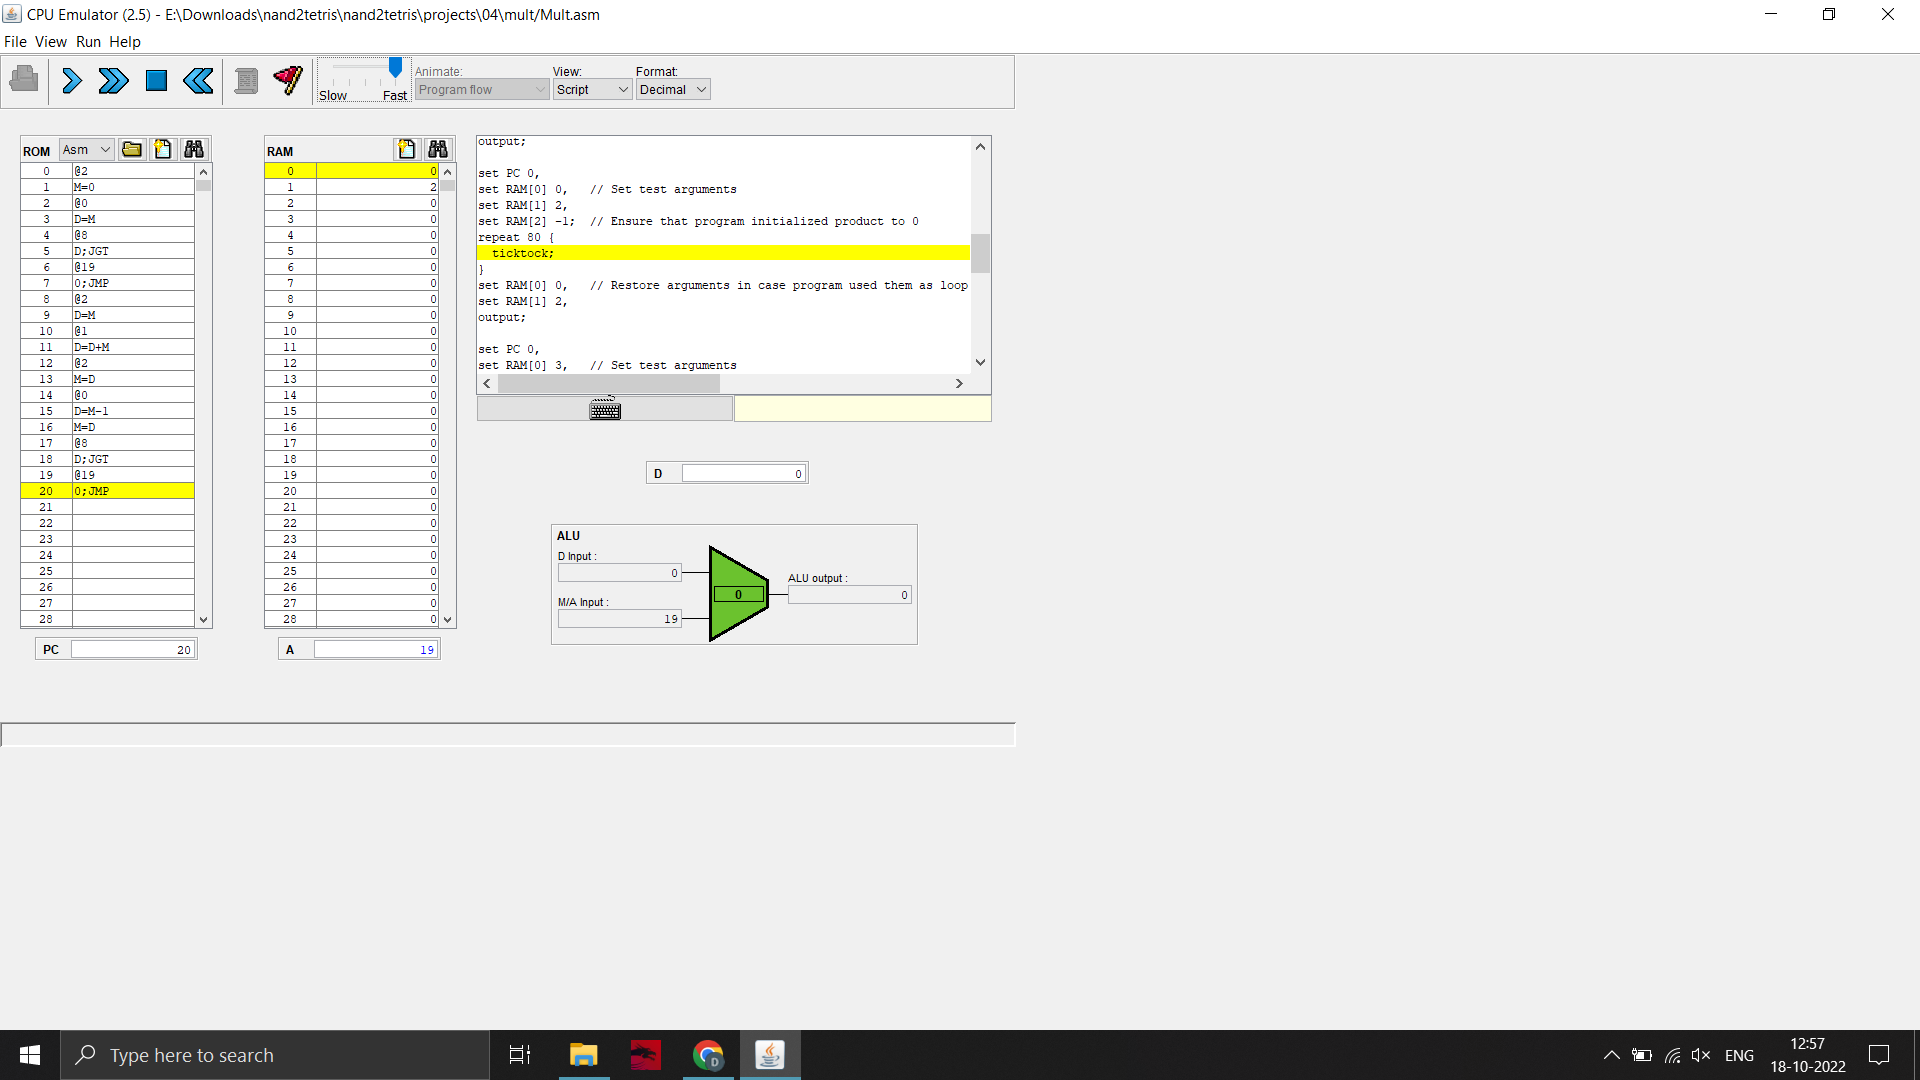 CPU Emulator (2.5) - E:\Downloads\nand2tetris\nand2tetris\projects\04\mult/Mult.asm
File View Run Help
Slow Fast
Animate:
Program flow
View:
Script
Format:
Decimal
ROM Asm
0 @2
1 M=0
2 @0
3 D=M
4 @8
5 D;JGT
6 @19
7 0;JMP
8 @2
9 D=M
10 @1
11 D=D+M
12 @2
13 M=D
14 @0
15 D=M-1
16 M=D
17 @8
18 D;JGT
19 @19
20 0;JMP
21
22
23
24
25
26
27
28
PC 20
RAM
0 0
1 2
2 0
3 0
4 0
5 0
6 0
7 0
8 0
9 0
10 0
11 0
12 0
13 0
14 0
15 0
16 0
17 0
18 0
19 0
20 0
21 0
22 0
23 0
24 0
25 0
26 0
27 0
28 0
A 19
output;
set PC 0,
set RAM[0] 0, // Set test arguments
set RAM[1] 2,
set RAM[2] -1; // Ensure that program initialized product to 0
repeat 80 {
ticktock;
}
set RAM[0] 0, // Restore arguments in case program used them as loop
set RAM[1] 2,
output;
set PC 0,
set RAM[0] 3, // Set test arguments
D 0
ALU
D Input :
0
M/A Input :
19
0
ALU output :
0
Type here to search
ENG
12:57
18-10-2022